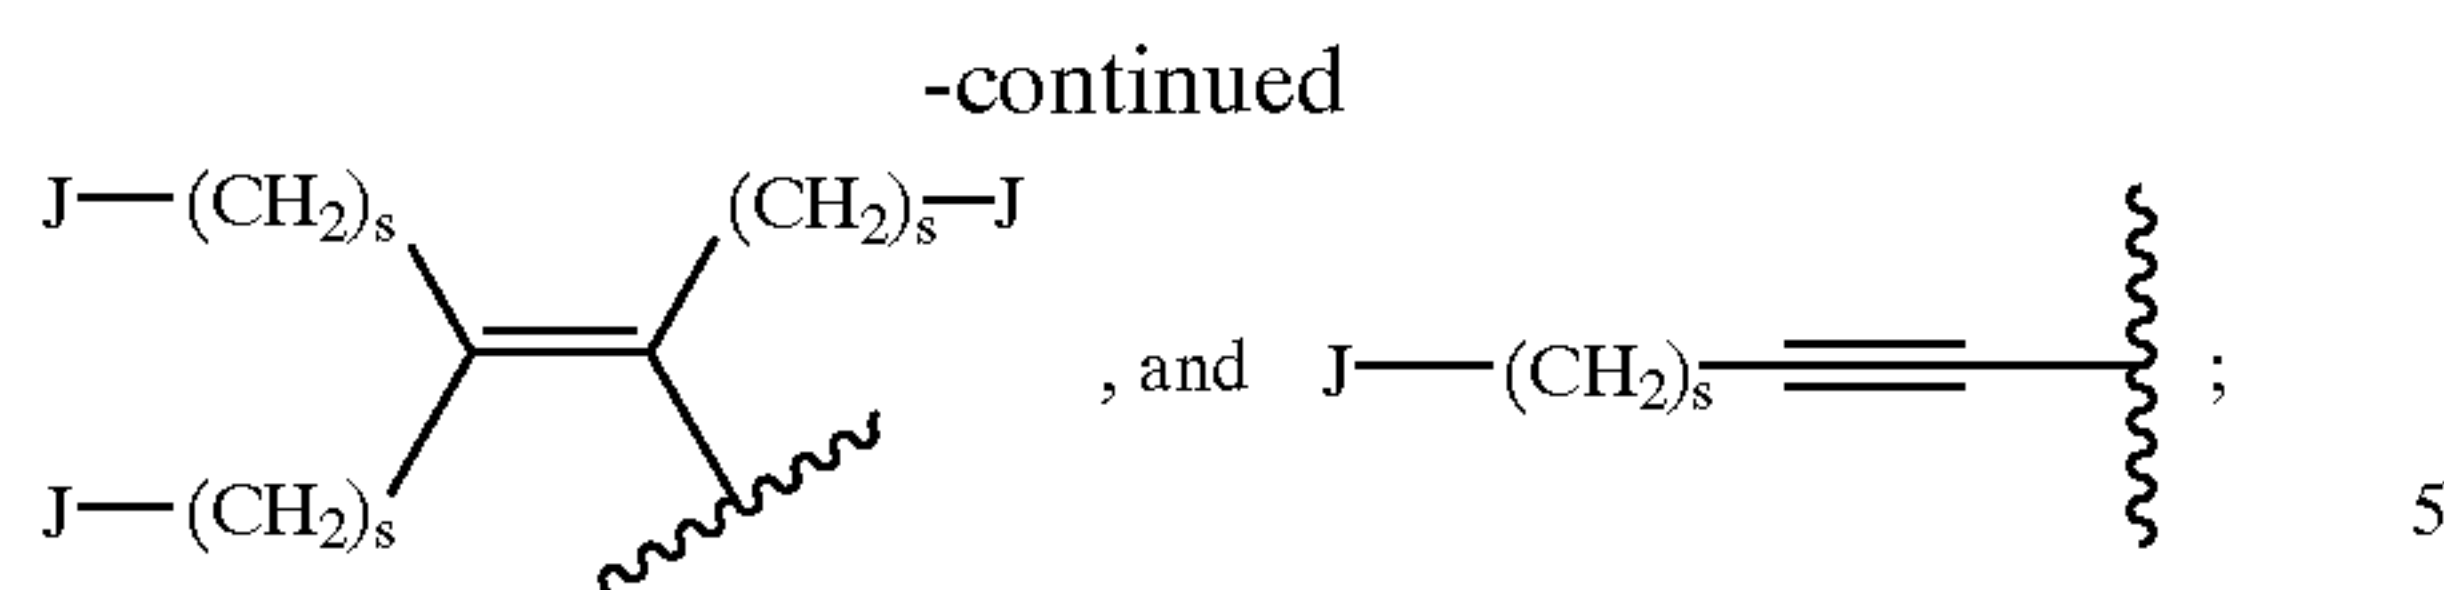 -continued
J—(CH2)s (CH2)s—J
, and J—(CH2)s ;
J—(CH2)s 5